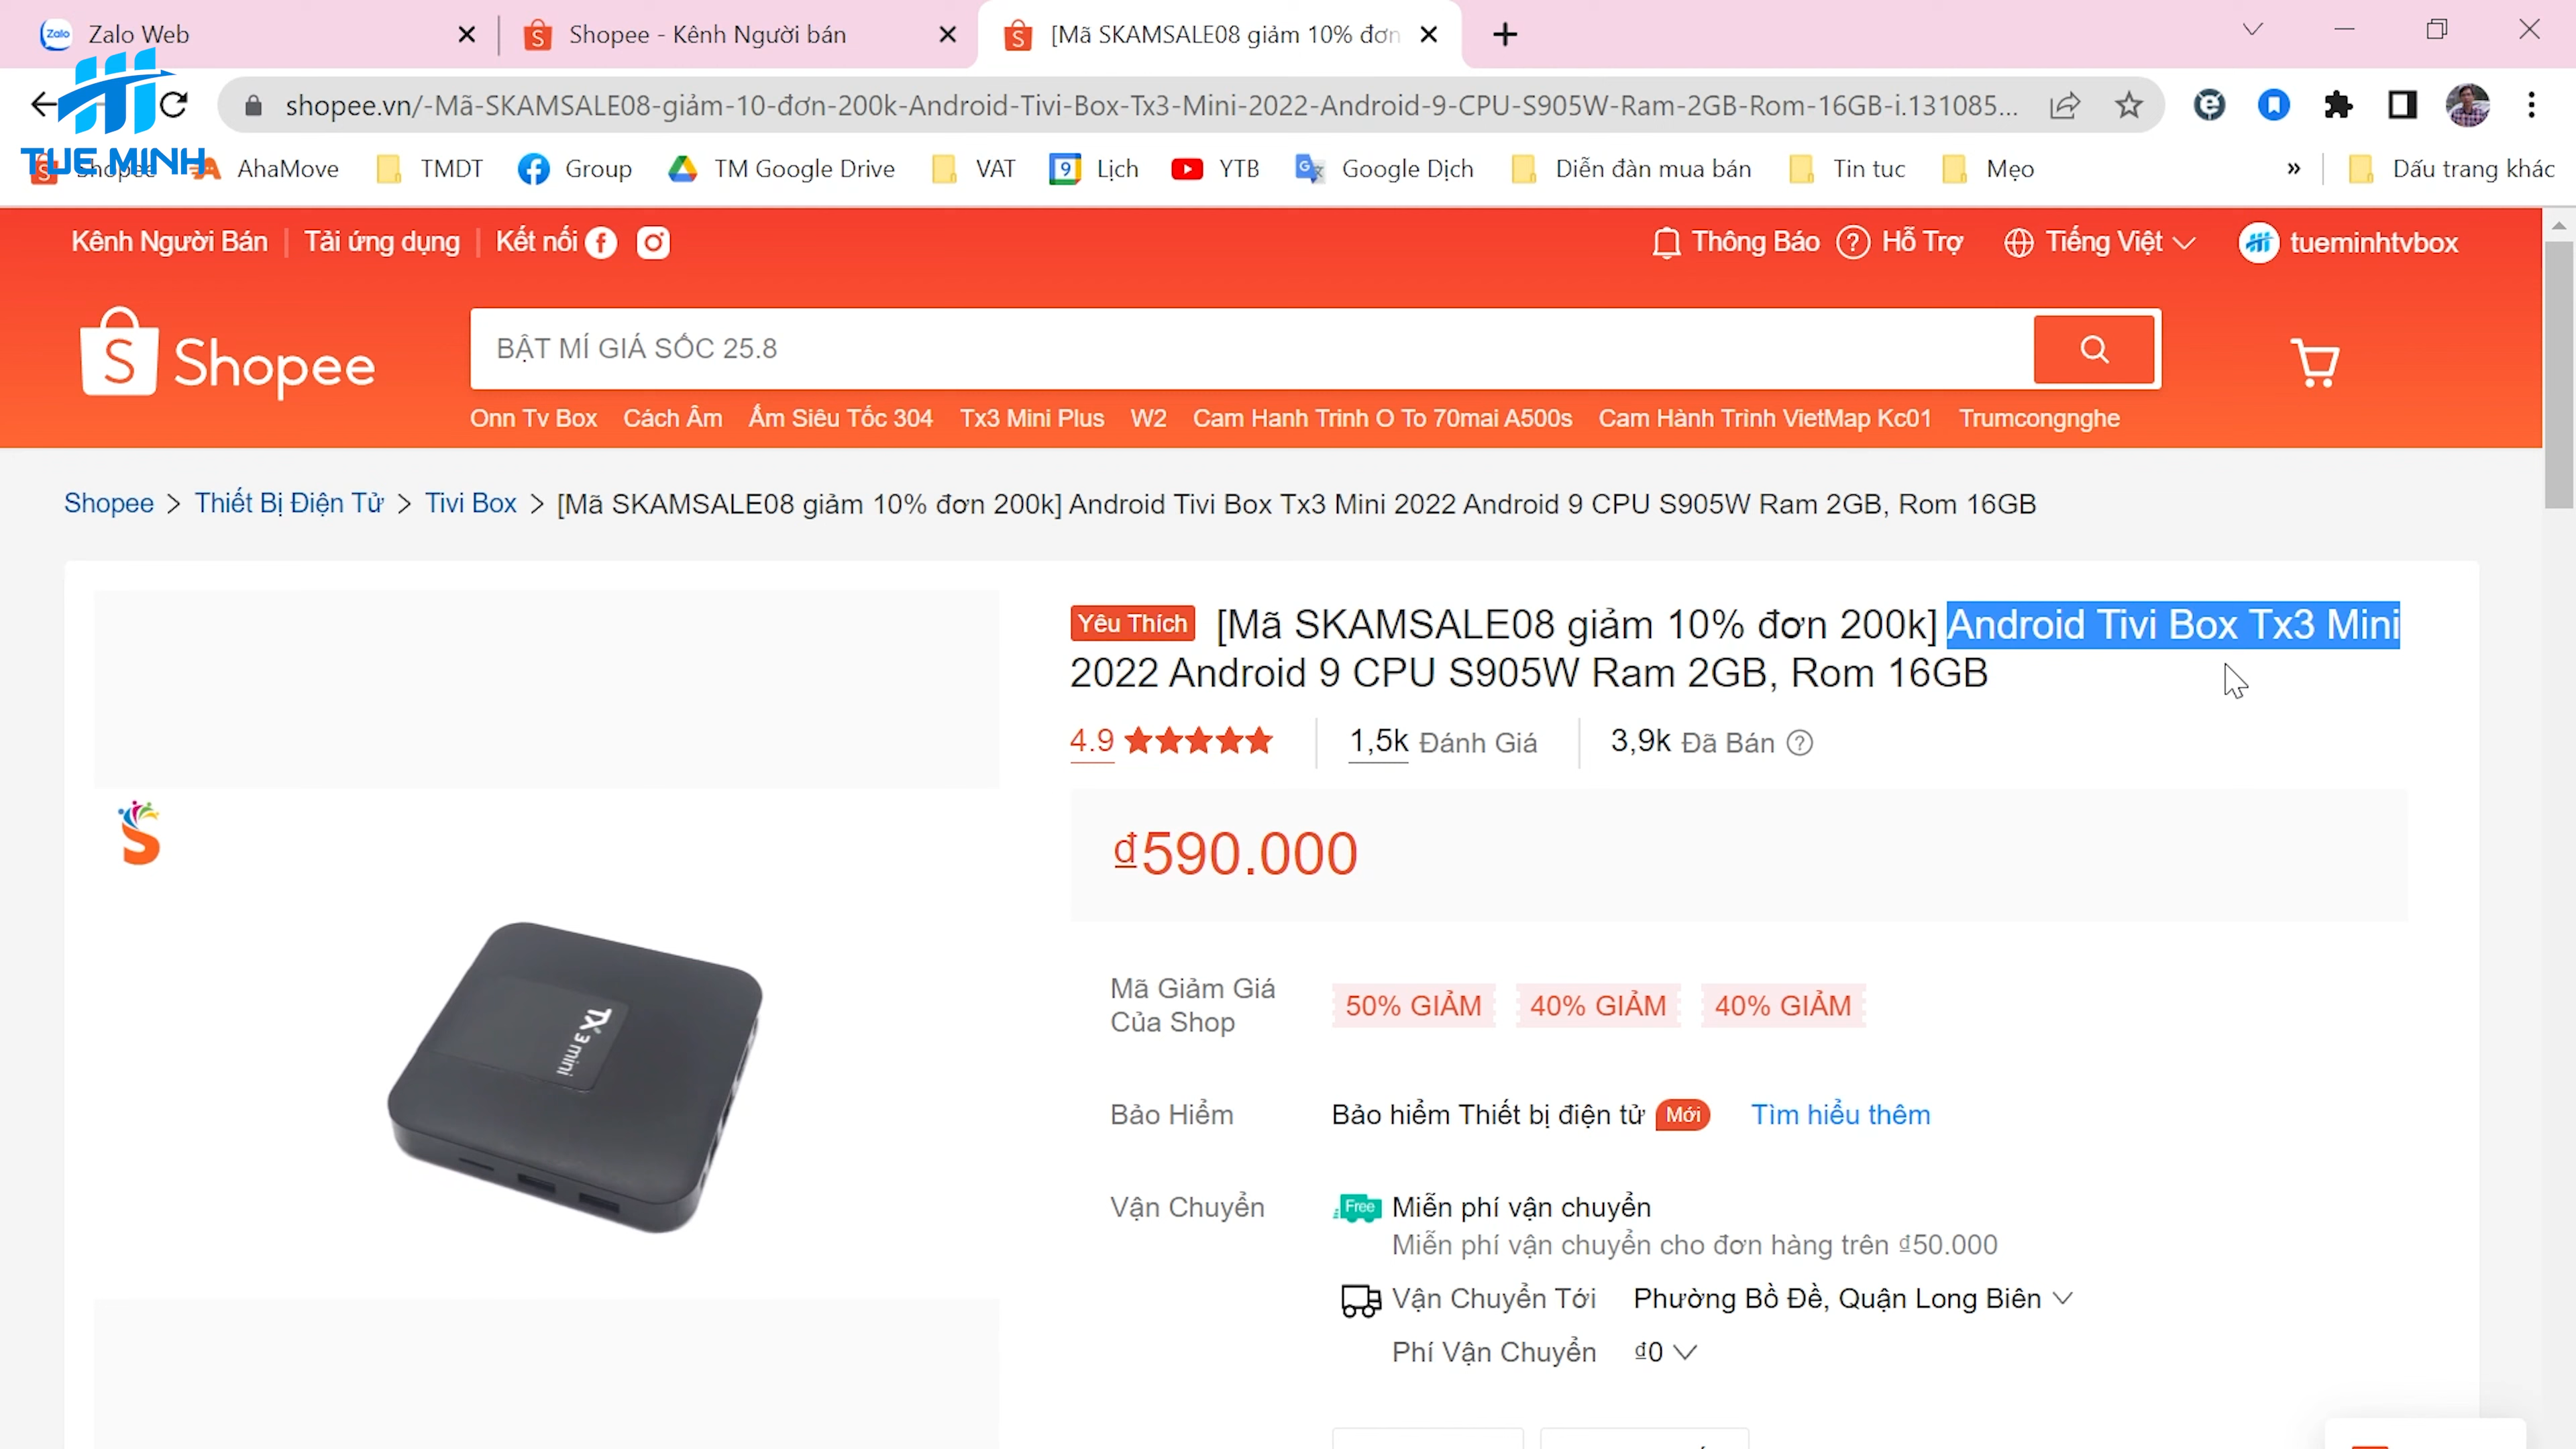 Zalo Web
Shopee - Kênh Người bán
[Mã SKAMSALE08 giảm 10% đơn
shopee.vn/-Mã-SKAMSALE08-giảm-10-đơn-200k-Android-Tivi-Box-Tx3-Mini-2022-Android-9-CPU-S905W-Ram-2GB-Rom-16GB-i.131085...
TUE MINH
Shopee AhaMove TMDT Group TM Google Drive VAT Lịch YTB Google Dịch Diễn đàn mua bán Tin tuc Mẹo » Dấu trang khác
Kênh Người Bán Tải ứng dụng Kết nối Thông Báo Hỗ Trợ Tiếng Việt tueminhtvbox
Shopee
BẬT MÍ GIÁ SỐC 25.8
Onn Tv Box Cách Âm Ấm Siêu Tốc 304 Tx3 Mini Plus W2 Cam Hanh Trinh O To 70mai A500s Cam Hành Trình VietMap Kc01 Trumcongnghe
Shopee > Thiết Bị Điện Tử > Tivi Box > [Mã SKAMSALE08 giảm 10% đơn 200k] Android Tivi Box Tx3 Mini 2022 Android 9 CPU S905W Ram 2GB, Rom 16GB
Yêu Thích [Mã SKAMSALE08 giảm 10% đơn 200k] Android Tivi Box Tx3 Mini
2022 Android 9 CPU S905W Ram 2GB, Rom 16GB
4.9 1,5k Đánh Giá 3,9k Đã Bán
₫590.000
TX3 mini
Mã Giảm Giá
Của Shop
50% GIẢM 40% GIẢM 40% GIẢM
Bảo Hiểm Bảo hiểm Thiết bị điện tử Mới Tìm hiểu thêm
Vận Chuyển Free Miễn phí vận chuyển
Miễn phí vận chuyển cho đơn hàng trên ₫50.000
Vận Chuyển Tới Phường Bồ Đề, Quận Long Biên
Phí Vận Chuyển ₫0